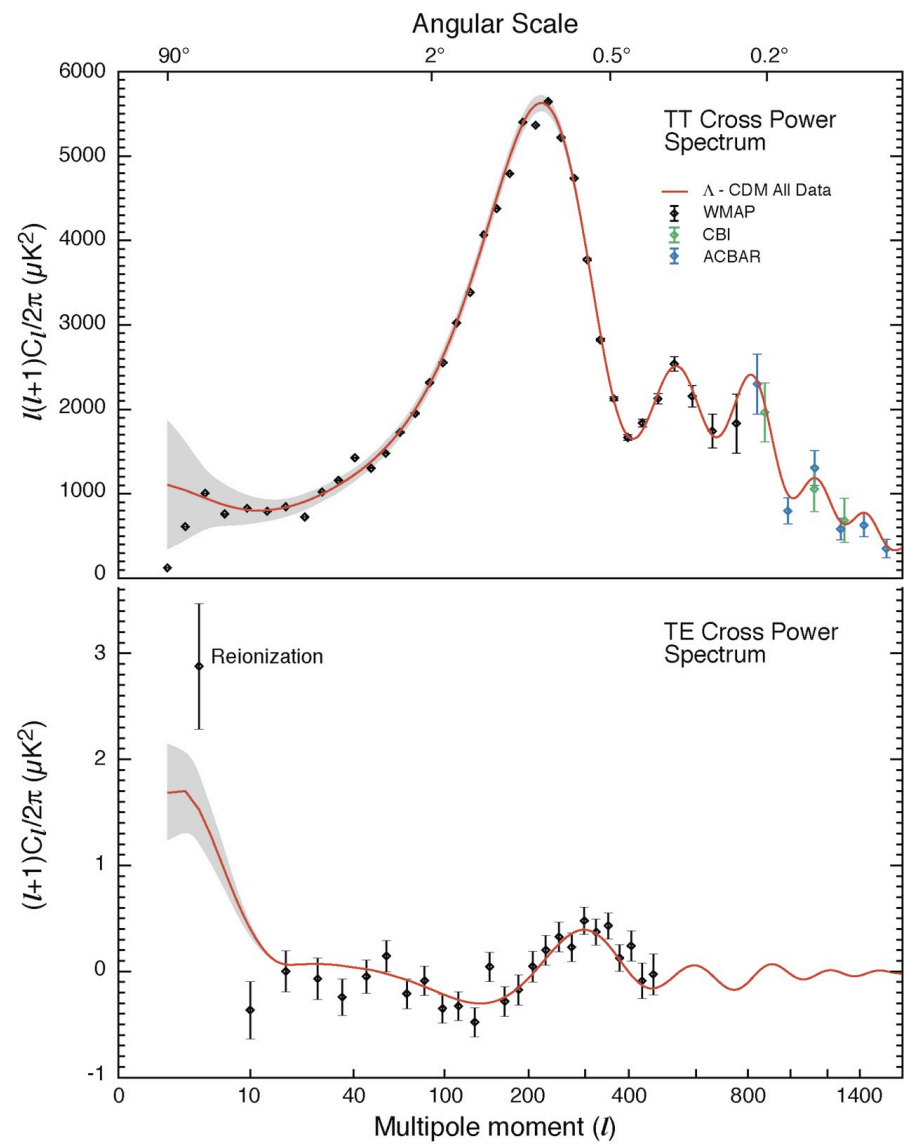 Angular Scale
90° 2° 0.5° 0.2°
6000
5000
4000
3000
2000
1000
0
l(l+1)Cl/2π (μK²)
TT Cross Power
Spectrum
Λ - CDM All Data
WMAP
CBI
ACBAR
3
2
1
0
-1
(l+1)Cl/2π (μK²)
Reionization
TE Cross Power
Spectrum
0 10 40 100 200 400 800 1400
Multipole moment (l)